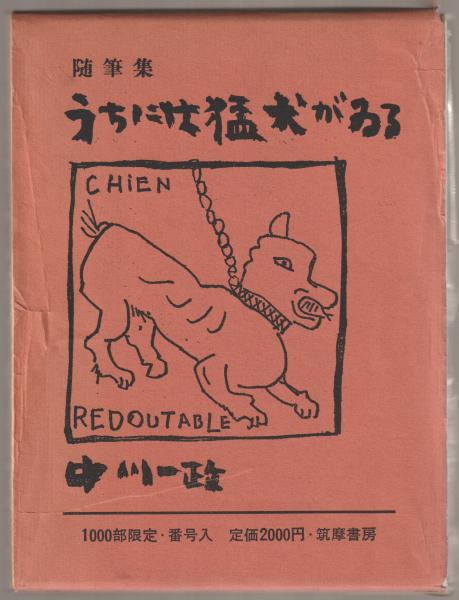 随筆集
うちには猛犬がゐる
CHiEN
REDOUTABLE
中川一政
1000部限定・番号入 定価2000円・筑摩書房